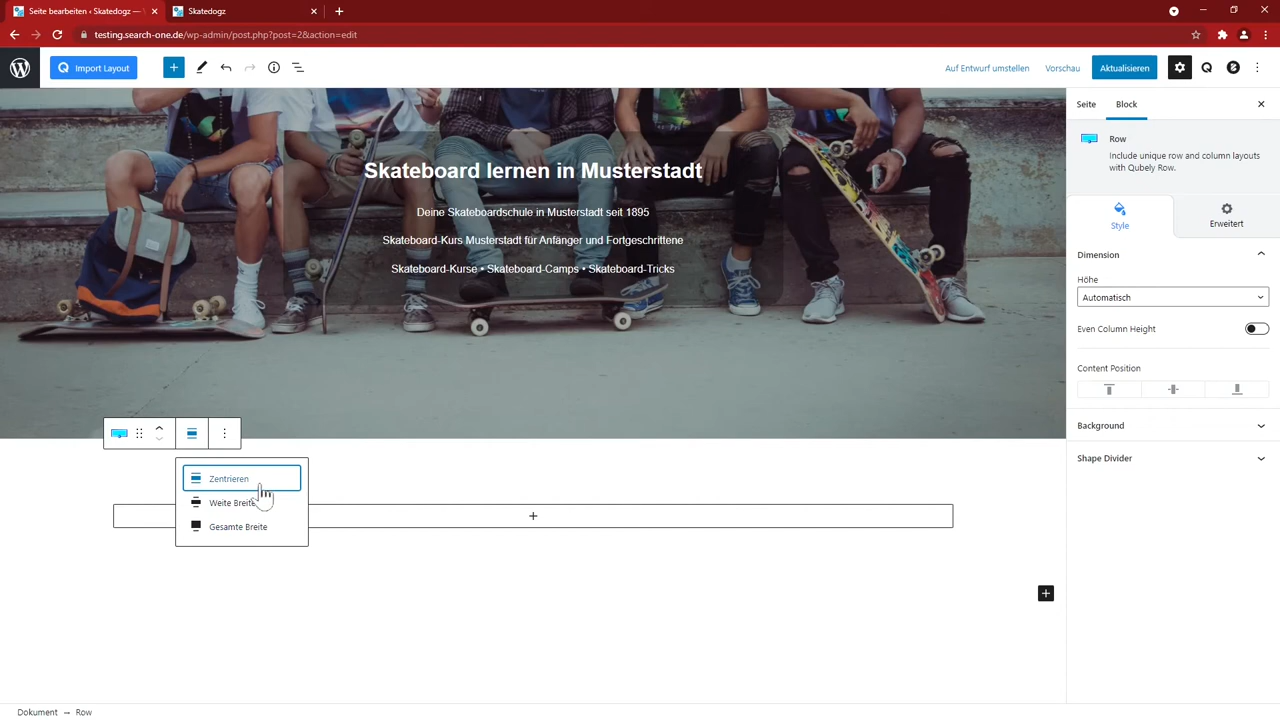 Seite bearbeiten ‹ Skatedogz —
Skatedogz
testing.search-one.de/wp-admin/post.php?post=2&action=edit
Import Layout
Auf Entwurf umstellen
Vorschau
Aktualisieren
Seite
Block
Row
Include unique row and column layouts
with Qubely Row.
Style
Erweitert
Dimension
Höhe
Automatisch
Even Column Height
Content Position
Background
Shape Divider
Skateboard lernen in Musterstadt
Deine Skateboardschule in Musterstadt seit 1895
Skateboard-Kurs Musterstadt für Anfänger und Fortgeschrittene
Skateboard-Kurse • Skateboard-Camps • Skateboard-Tricks
Zentrieren
Weite Breite
Gesamte Breite
Dokument → Row